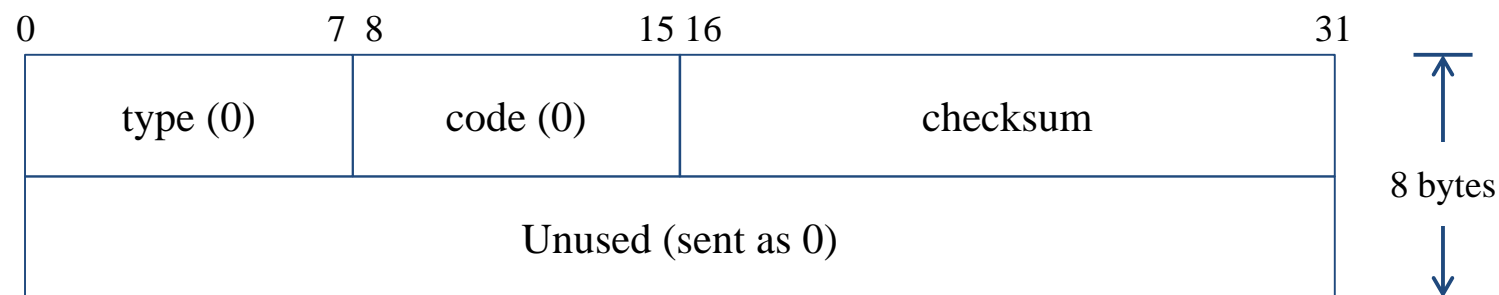 0 7 8 15 16 31
type (0) code (0) checksum
8 bytes
Unused (sent as 0)